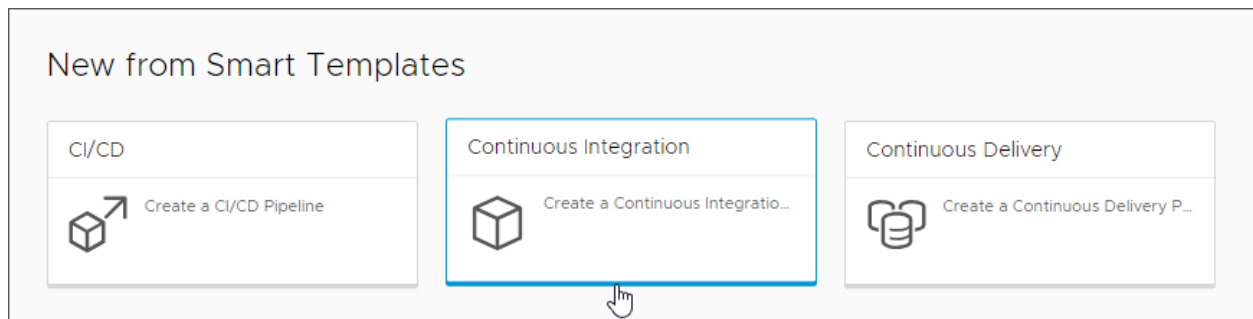 New from Smart Templates
CI/CD
Create a CI/CD Pipeline
Continuous Integration
Create a Continuous Integratio...
Continuous Delivery
Create a Continuous Delivery P...